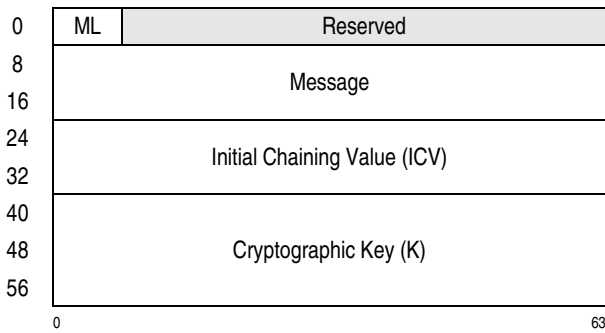 0 ML Reserved
8
Message
16
24
Initial Chaining Value (ICV)
32
40
48 Cryptographic Key (K)
56
0 63